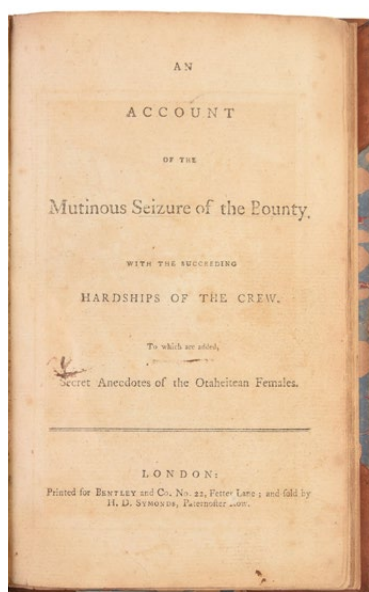 AN
ACCOUNT
OF THE
Mutinous Seizure of the Bounty,
WITH THE SUCCEEDING
HARDSHIPS OF THE CREW.
To which are added,
Secret Anecdotes of the Otaheitean Females.
LONDON:
Printed for BENTLEY and Co. No. 22, Fetter Lane ; and sold by
H. D. SYMONDS, Paternoster Row.